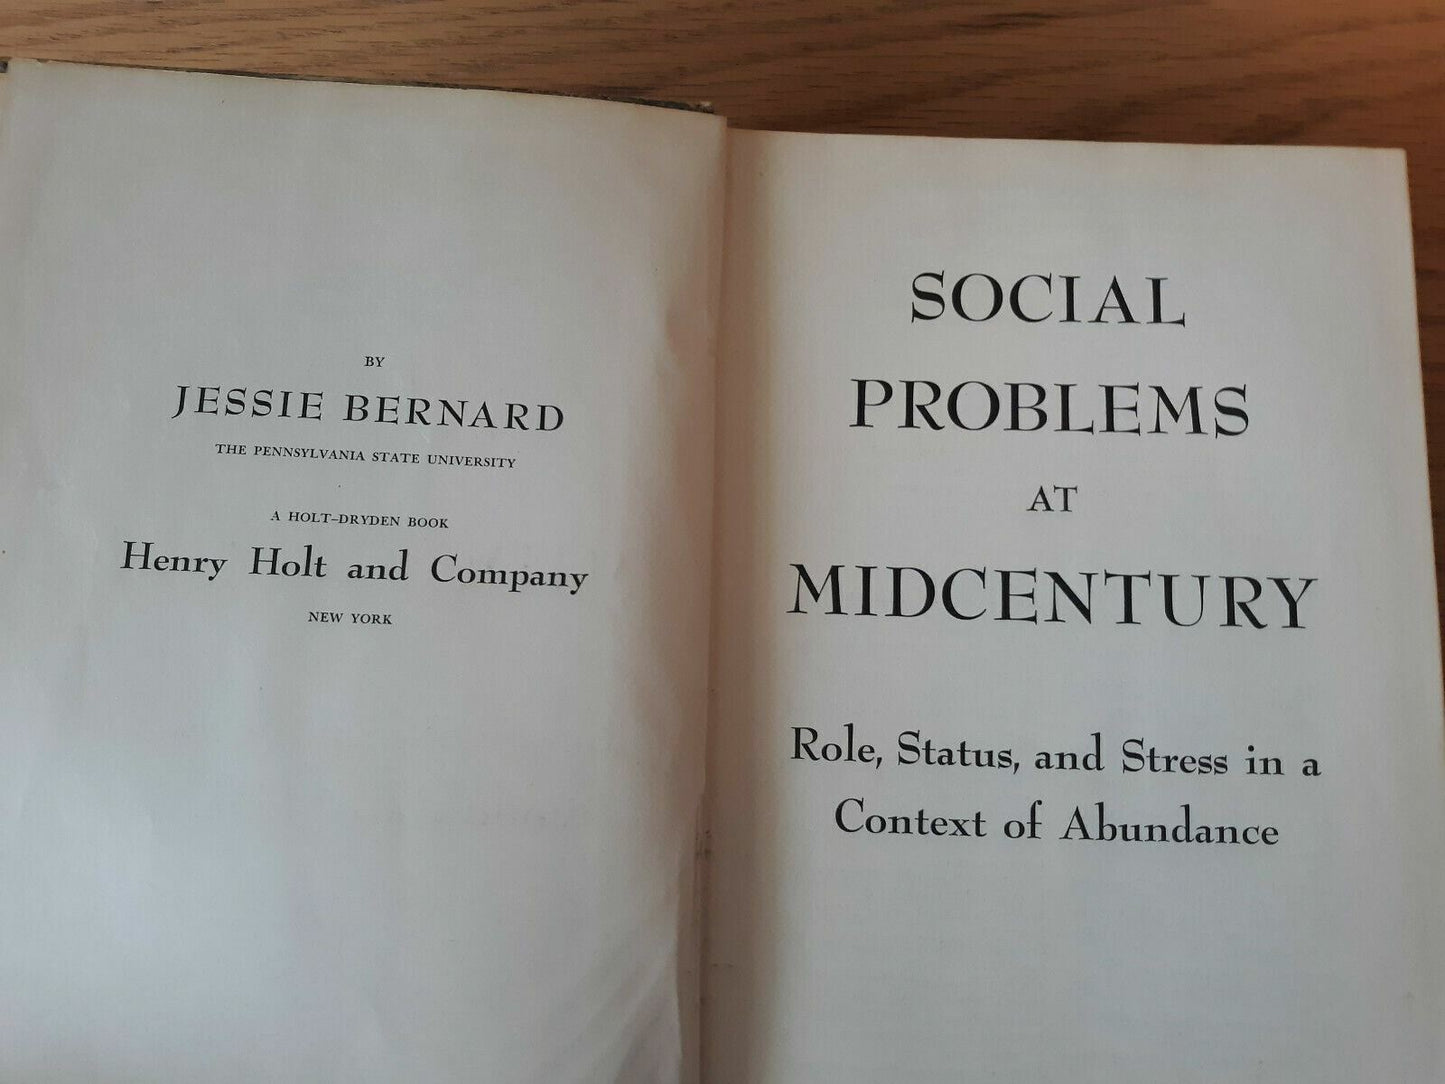 BY
JESSIE BERNARD
THE PENNSYLVANIA STATE UNIVERSITY
A HOLT–DRYDEN BOOK
Henry Holt and Company
NEW YORK
SOCIAL
PROBLEMS
AT
MIDCENTURY
Role, Status, and Stress in a
Context of Abundance